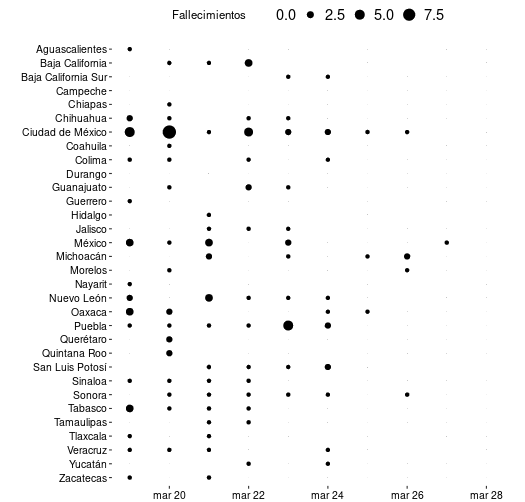 Fallecimientos 0.0 2.5 5.0 7.5
Aguascalientes
Baja California
Baja California Sur
Campeche
Chiapas
Chihuahua
Ciudad de México
Coahuila
Colima
Durango
Guanajuato
Guerrero
Hidalgo
Jalisco
México
Michoacán
Morelos
Nayarit
Nuevo León
Oaxaca
Puebla
Querétaro
Quintana Roo
San Luis Potosí
Sinaloa
Sonora
Tabasco
Tamaulipas
Tlaxcala
Veracruz
Yucatán
Zacatecas
mar 20 mar 22 mar 24 mar 26 mar 28